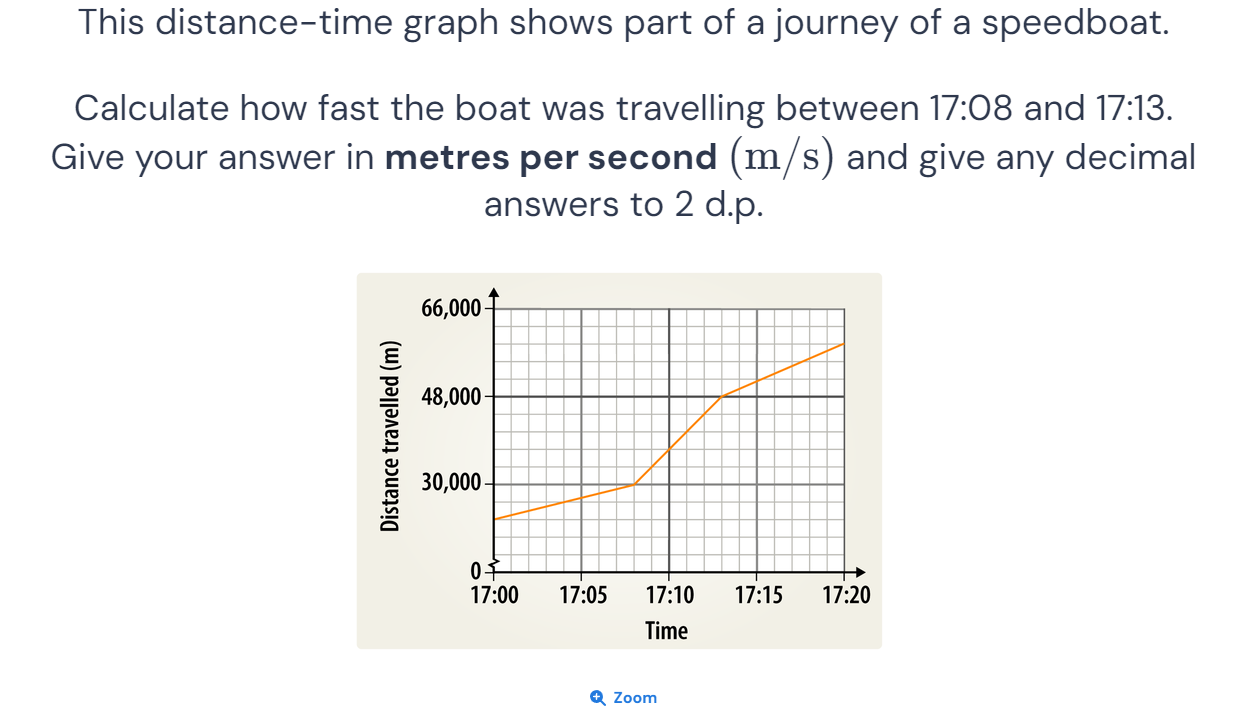 This distance-time graph shows part of a journey of a speedboat.
Calculate how fast the boat was travelling between 17:08 and 17:13.
Give your answer in metres per second (m/s) and give any decimal
answers to 2 d.p.
66,000
48,000
30,000
0
Distance travelled (m)
17:00 17:05 17:10 17:15 17:20
Time
Zoom